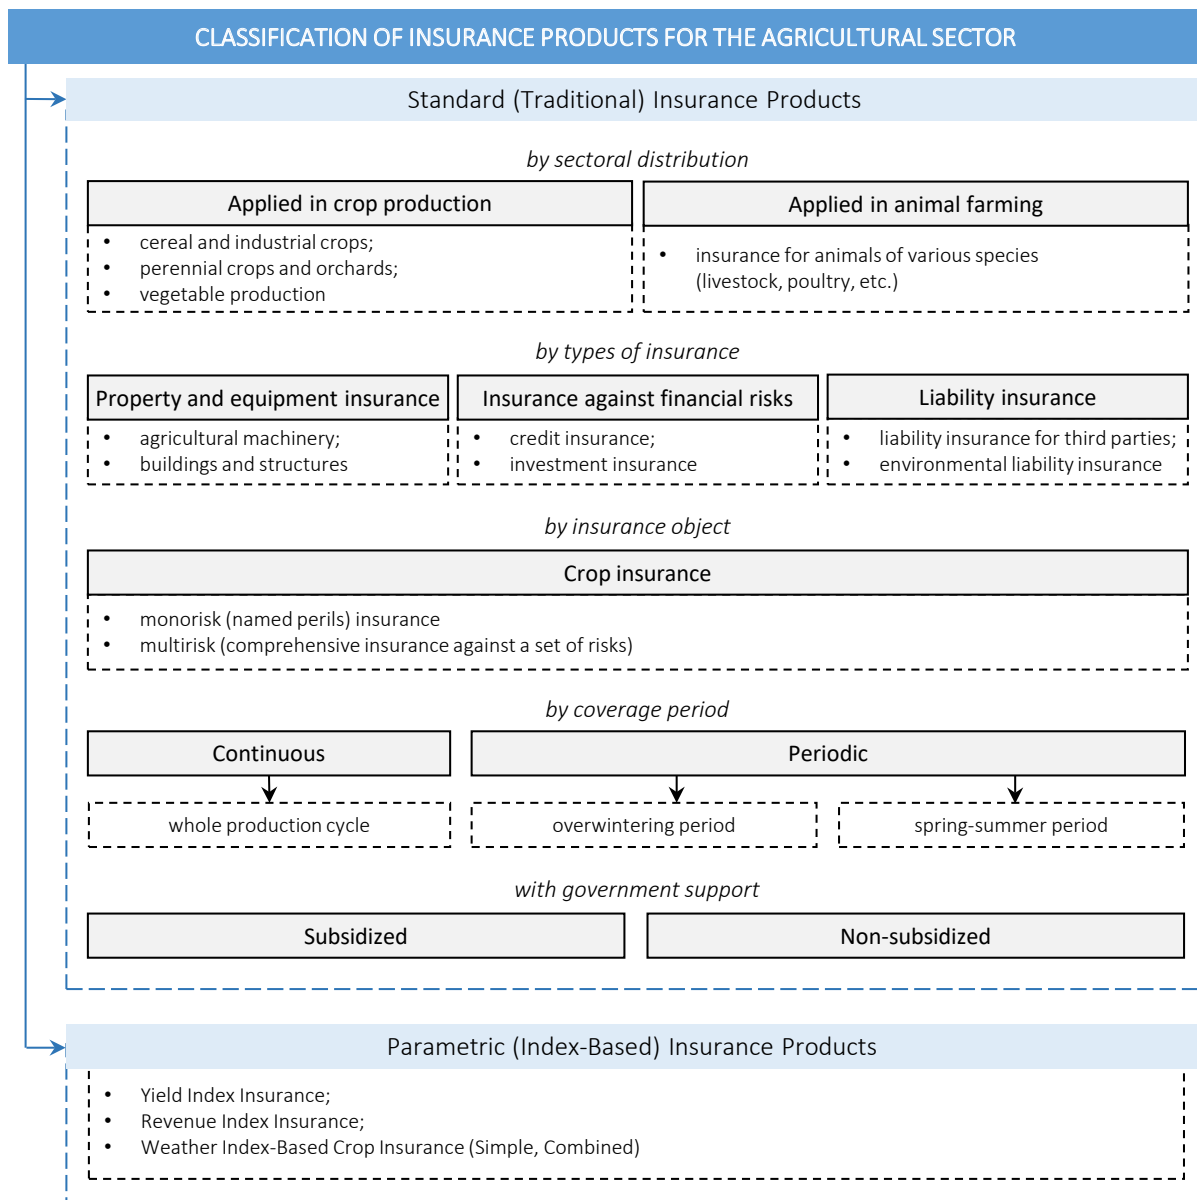 CLASSIFICATION OF INSURANCE PRODUCTS FOR THE AGRICULTURAL SECTOR
Standard (Traditional) Insurance Products
by sectoral distribution
Applied in crop production
• cereal and industrial crops;
• perennial crops and orchards;
• vegetable production
Applied in animal farming
• insurance for animals of various species
(livestock, poultry, etc.)
by types of insurance
Property and equipment insurance
• agricultural machinery;
• buildings and structures
Insurance against financial risks
• credit insurance;
• investment insurance
Liability insurance
• liability insurance for third parties;
• environmental liability insurance
by insurance object
Crop insurance
• monorisk (named perils) insurance
• multirisk (comprehensive insurance against a set of risks)
by coverage period
Continuous
whole production cycle
Periodic
overwintering period
spring-summer period
with government support
Subsidized
Non-subsidized
Parametric (Index-Based) Insurance Products
• Yield Index Insurance;
• Revenue Index Insurance;
• Weather Index-Based Crop Insurance (Simple, Combined)